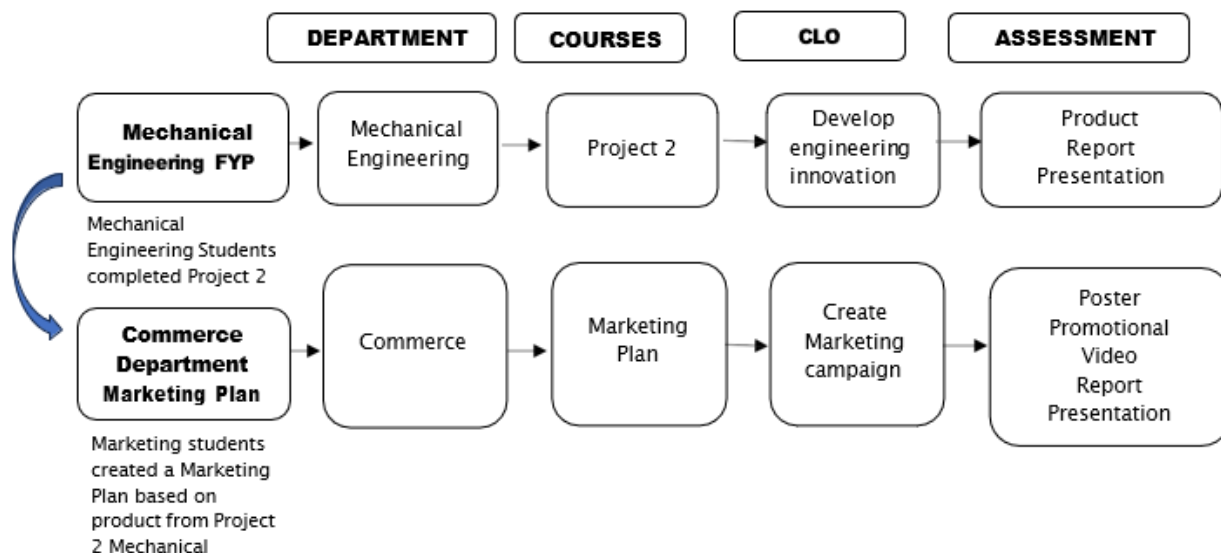 DEPARTMENT
COURSES
CLO
ASSESSMENT
Mechanical
Engineering FYP
Mechanical
Engineering
Project 2
Develop
engineering
innovation
Product
Report
Presentation
Mechanical
Engineering Students
completed Project 2
Commerce
Department
Marketing Plan
Commerce
Marketing
Plan
Create
Marketing
campaign
Poster
Promotional
Video
Report
Presentation
Marketing students
created a Marketing
Plan based on
product from Project
2 Mechanical